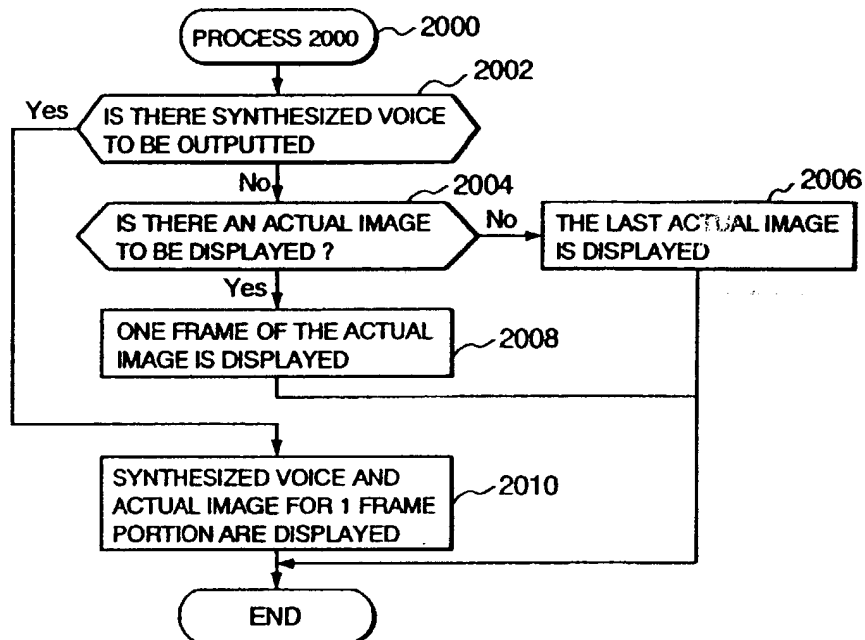 PROCESS 2000
2000
2002
Yes
IS THERE SYNTHESIZED VOICE
TO BE OUTPUTTED
No
2004
IS THERE AN ACTUAL IMAGE
TO BE DISPLAYED ?
No
2006
THE LAST ACTUAL IMAGE
IS DISPLAYED
Yes
ONE FRAME OF THE ACTUAL
IMAGE IS DISPLAYED
2008
SYNTHESIZED VOICE AND
ACTUAL IMAGE FOR 1 FRAME
PORTION ARE DISPLAYED
2010
END